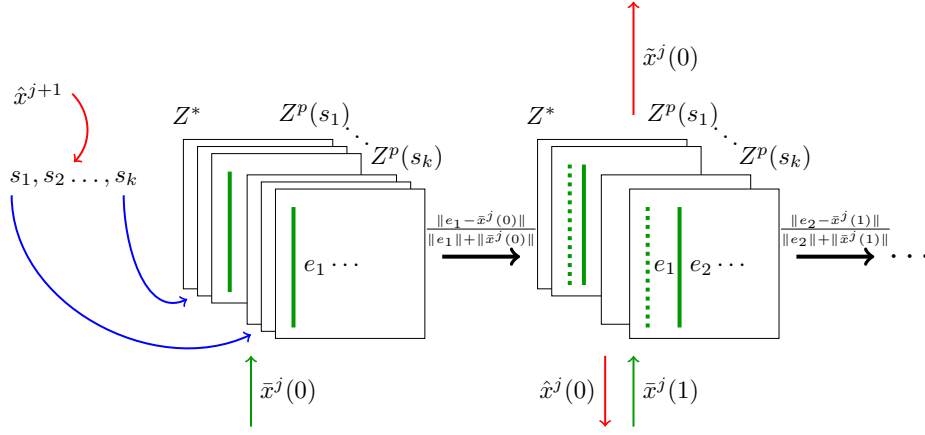 x̃^j(0)
x̂^{j+1}
Z^*
Z^p(s_1)
⋱
Z^p(s_k)
Z^*
Z^p(s_1)
⋱
Z^p(s_k)
s_1, s_2 …, s_k
‖e_1−x̄^j(0)‖
‖e_1‖+‖x̄^j(0)‖
‖e_2−x̄^j(1)‖
‖e_2‖+‖x̄^j(1)‖
e_1 ⋯
e_1
e_2 ⋯
⋯
x̄^j(0)
x̂^j(0)
x̄^j(1)